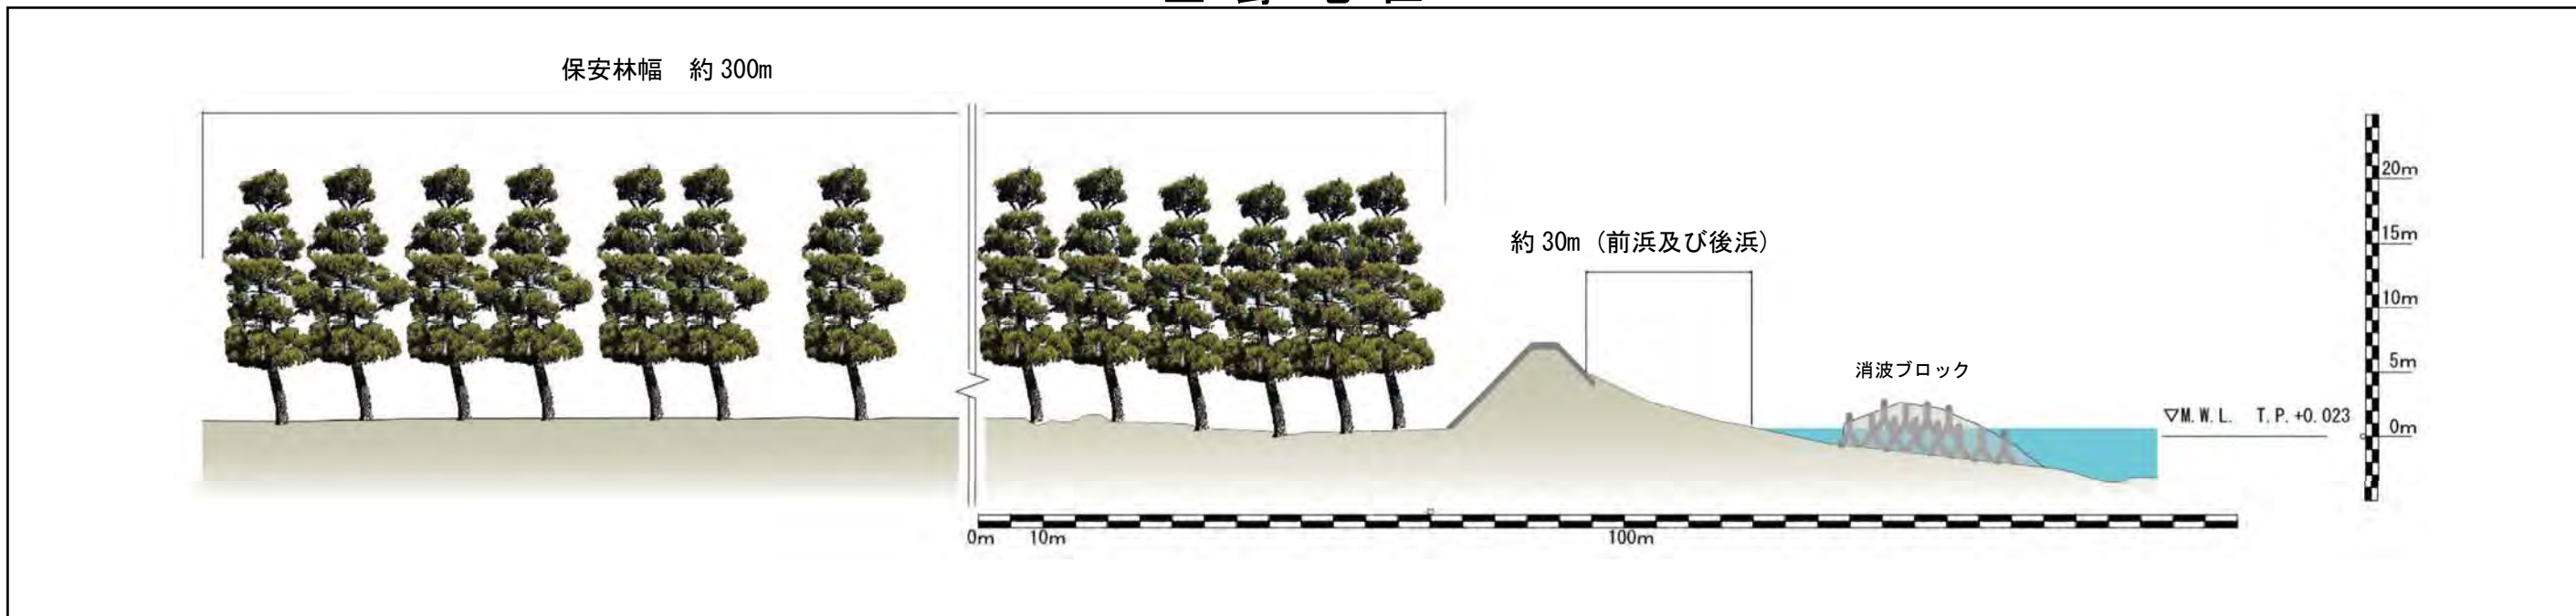 保安林幅　約 300m
20m
15m
約 30m (前浜及び後浜)
10m
消波ブロック
5m
▽M.W.L.　T.P.+0.023
0m
0m 10m 100m